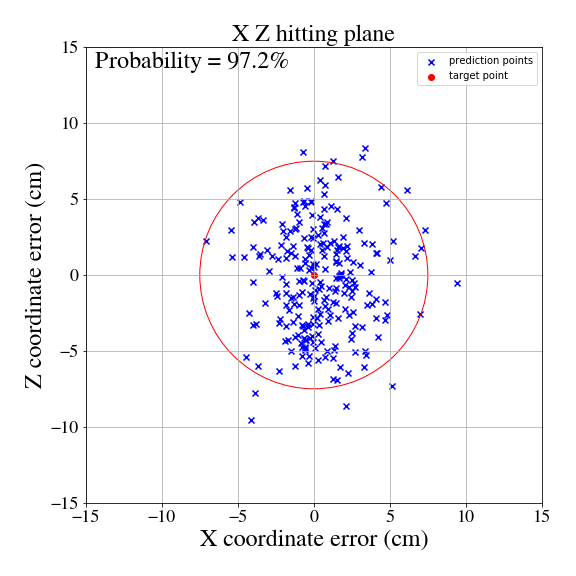 X Z hitting plane
Probability = 97.2%
prediction points
target point
Z coordinate error (cm)
15
10
5
0
−5
−10
−15
−15
−10
−5
0
5
10
15
X coordinate error (cm)